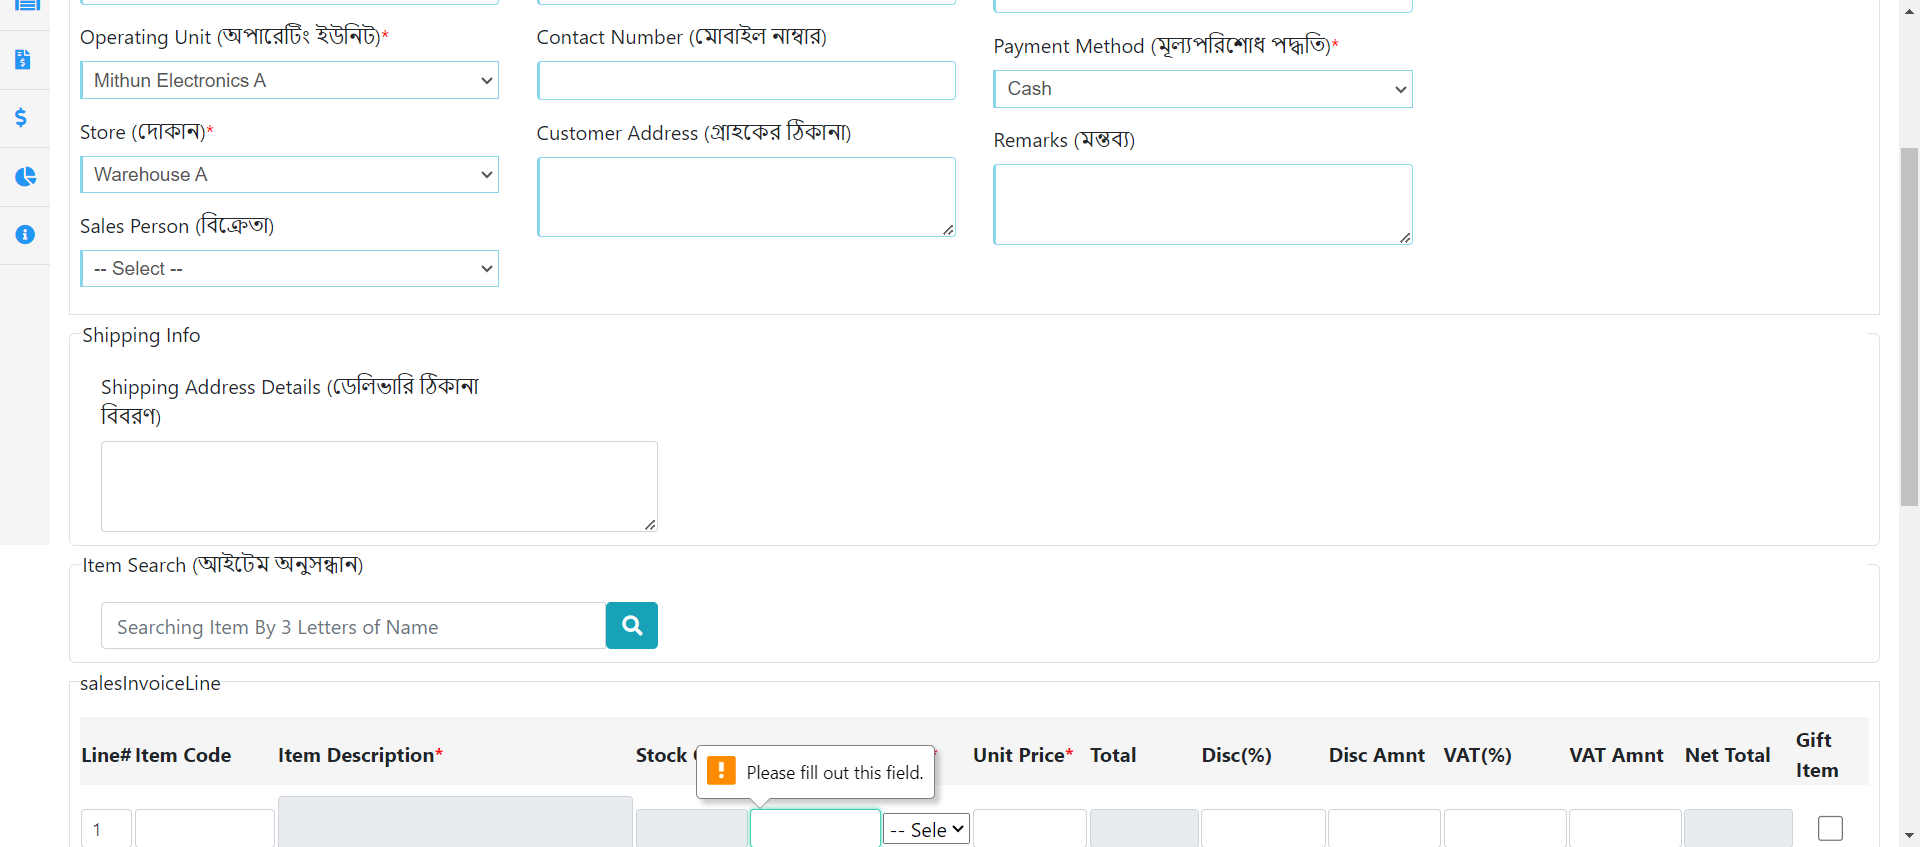 Operating Unit (অপারেটিং ইউনিট)*
Mithun Electronics A
Store (দোকান)*
Warehouse A
Sales Person (বিক্রেতা)
-- Select --
Contact Number (মোবাইল নাম্বার)
Customer Address (গ্রাহকের ঠিকানা)
Payment Method (মূল্যপরিশোধ পদ্ধতি)*
Cash
Remarks (মন্তব্য)
Shipping Info
Shipping Address Details (ডেলিভারি ঠিকানা
বিবরণ)
Item Search (আইটেম অনুসন্ধান)
Searching Item By 3 Letters of Name
salesInvoiceLine
Line# Item Code Item Description* Stock * Unit Price* Total Disc(%) Disc Amnt VAT(%) VAT Amnt Net Total Gift
Item
Please fill out this field.
1 -- Sele